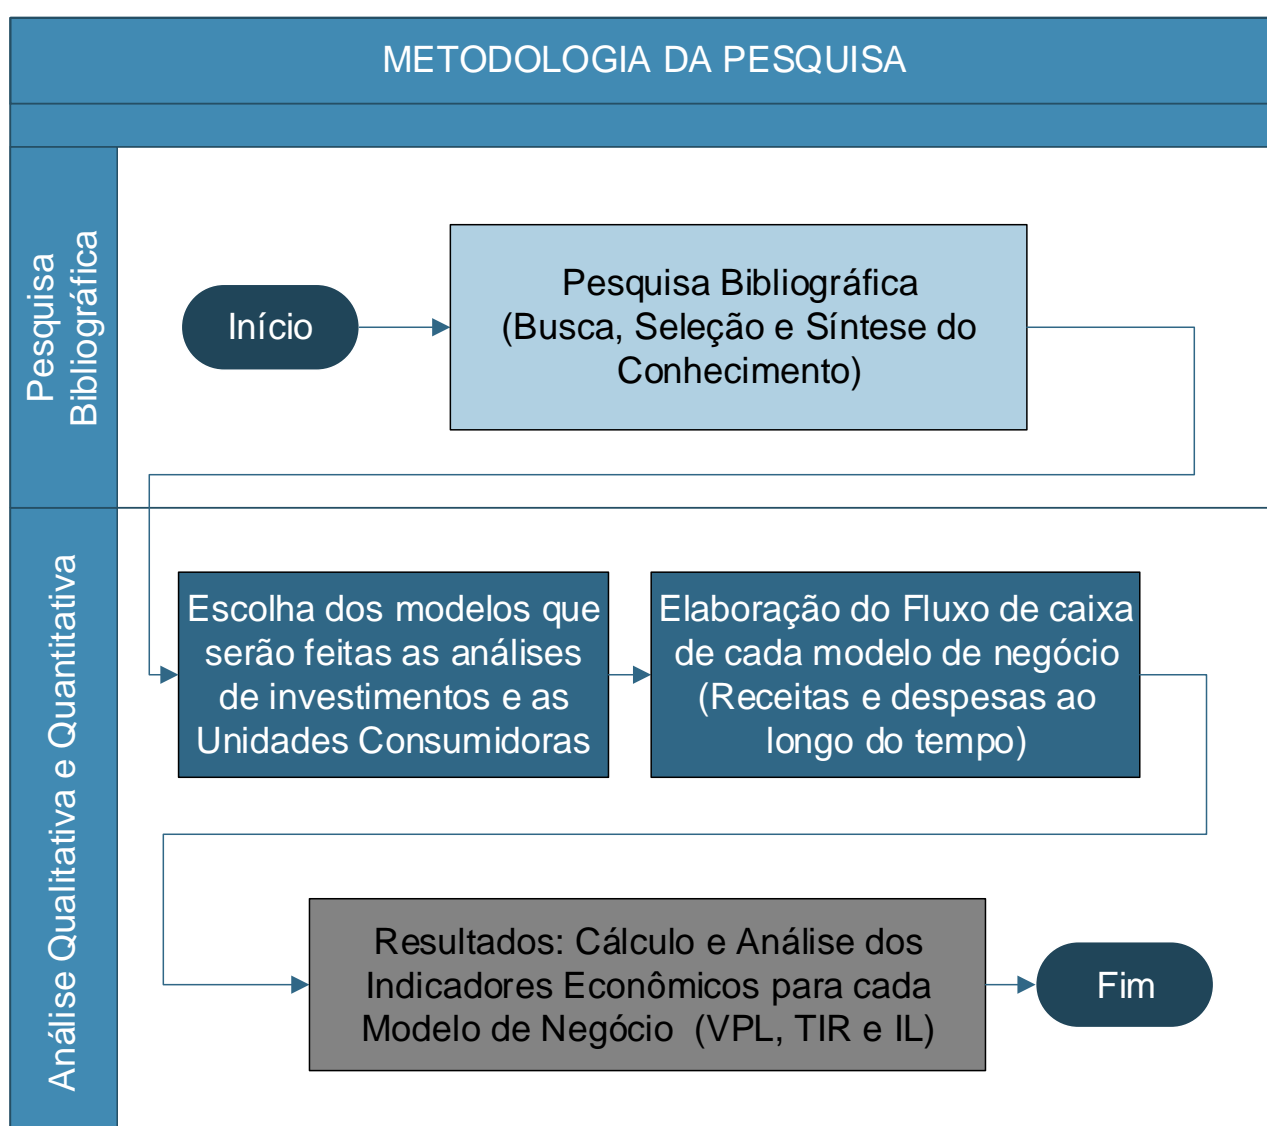 METODOLOGIA DA PESQUISA
Pesquisa
Bibliográfica
Início
Pesquisa Bibliográfica
(Busca, Seleção e Síntese do
Conhecimento)
Análise Qualitativa e Quantitativa
Escolha dos modelos que
serão feitas as análises
de investimentos e as
Unidades Consumidoras
Elaboração do Fluxo de caixa
de cada modelo de negócio
(Receitas e despesas ao
longo do tempo)
Resultados: Cálculo e Análise dos
Indicadores Econômicos para cada
Modelo de Negócio  (VPL, TIR e IL)
Fim